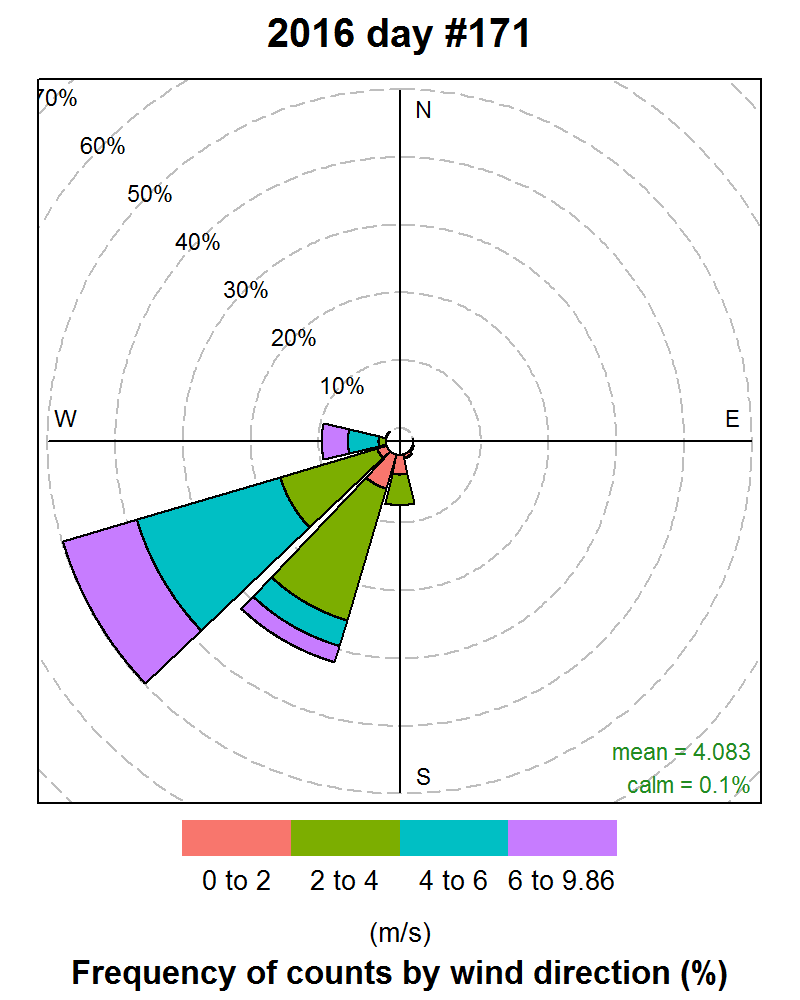 2016 day #171
70%
N
60%
50%
40%
30%
20%
10%
W
E
S
mean = 4.083
calm = 0.1%
0 to 2 2 to 4 4 to 6 6 to 9.86
(m/s)
Frequency of counts by wind direction (%)